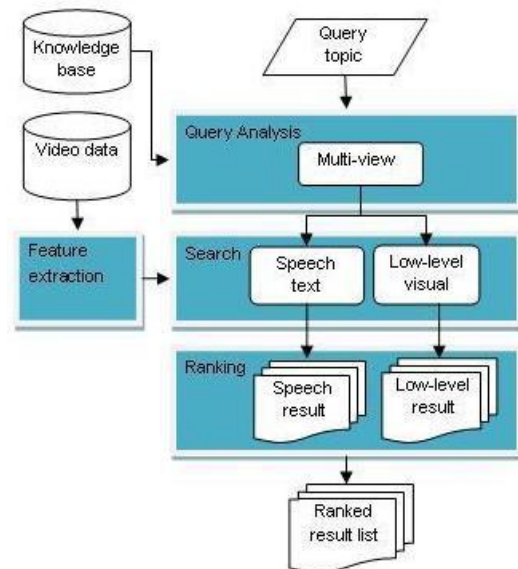 Knowledge
base
Query
topic
Video data
Query Analysis
Multi-view
Feature
extraction
Search
Speech
text
Low-level
visual
Ranking
Speech
result
Low-level
result
Ranked
result list